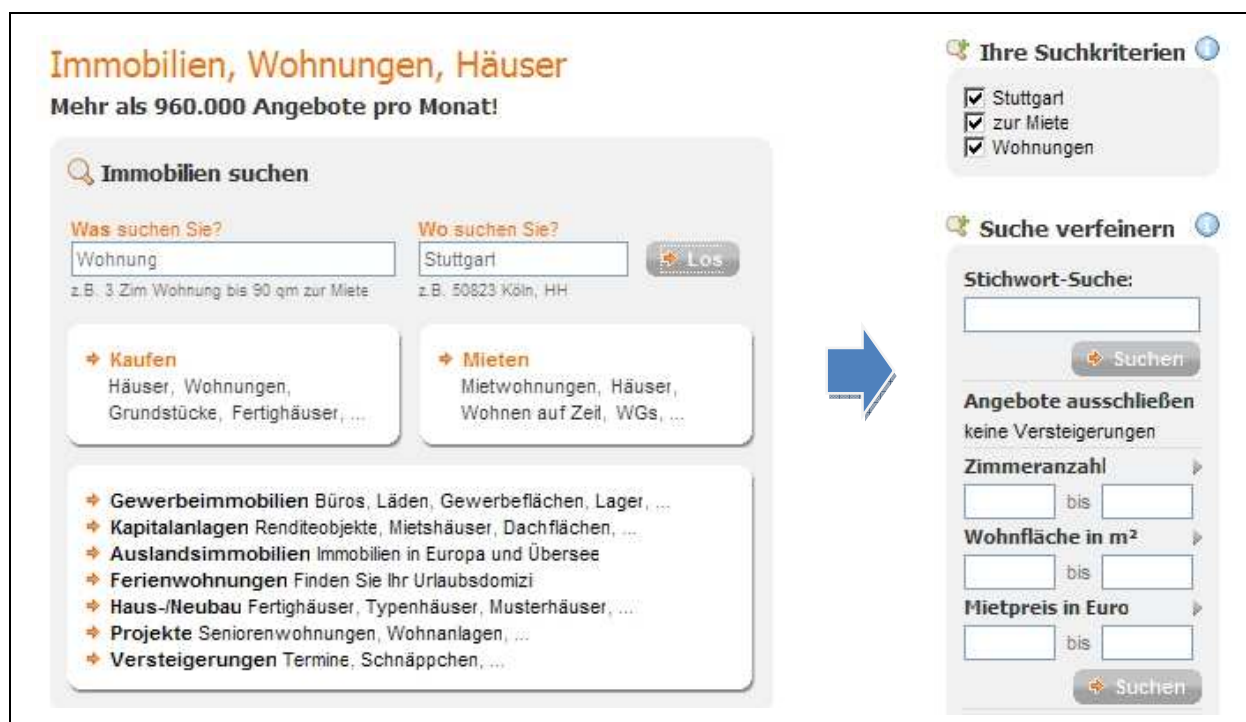 Immobilien, Wohnungen, Häuser
Mehr als 960.000 Angebote pro Monat!
Immobilien suchen
Was suchen Sie?
Wohnung
z.B. 3 Zim Wohnung bis 90 qm zur Miete
Wo suchen Sie?
Stuttgart
z.B. 50823 Köln, HH
Los
Kaufen
Häuser, Wohnungen,
Grundstücke, Fertighäuser, ...
Mieten
Mietwohnungen, Häuser,
Wohnen auf Zeit, WGs, ...
Gewerbeimmobilien Büros, Läden, Gewerbeflächen, Lager, ...
Kapitalanlagen Renditeobjekte, Mietshäuser, Dachflächen, ...
Auslandsimmobilien Immobilien in Europa und Übersee
Ferienwohnungen Finden Sie Ihr Urlaubsdomizi
Haus-/Neubau Fertighäuser, Typenhäuser, Musterhäuser, ...
Projekte Seniorenwohnungen, Wohnanlagen, ...
Versteigerungen Termine, Schnäppchen, ...
Ihre Suchkriterien
Stuttgart
zur Miete
Wohnungen
Suche verfeinern
Stichwort-Suche:
Suchen
Angebote ausschließen
keine Versteigerungen
Zimmeranzahl
bis
Wohnfläche in m²
bis
Mietpreis in Euro
bis
Suchen